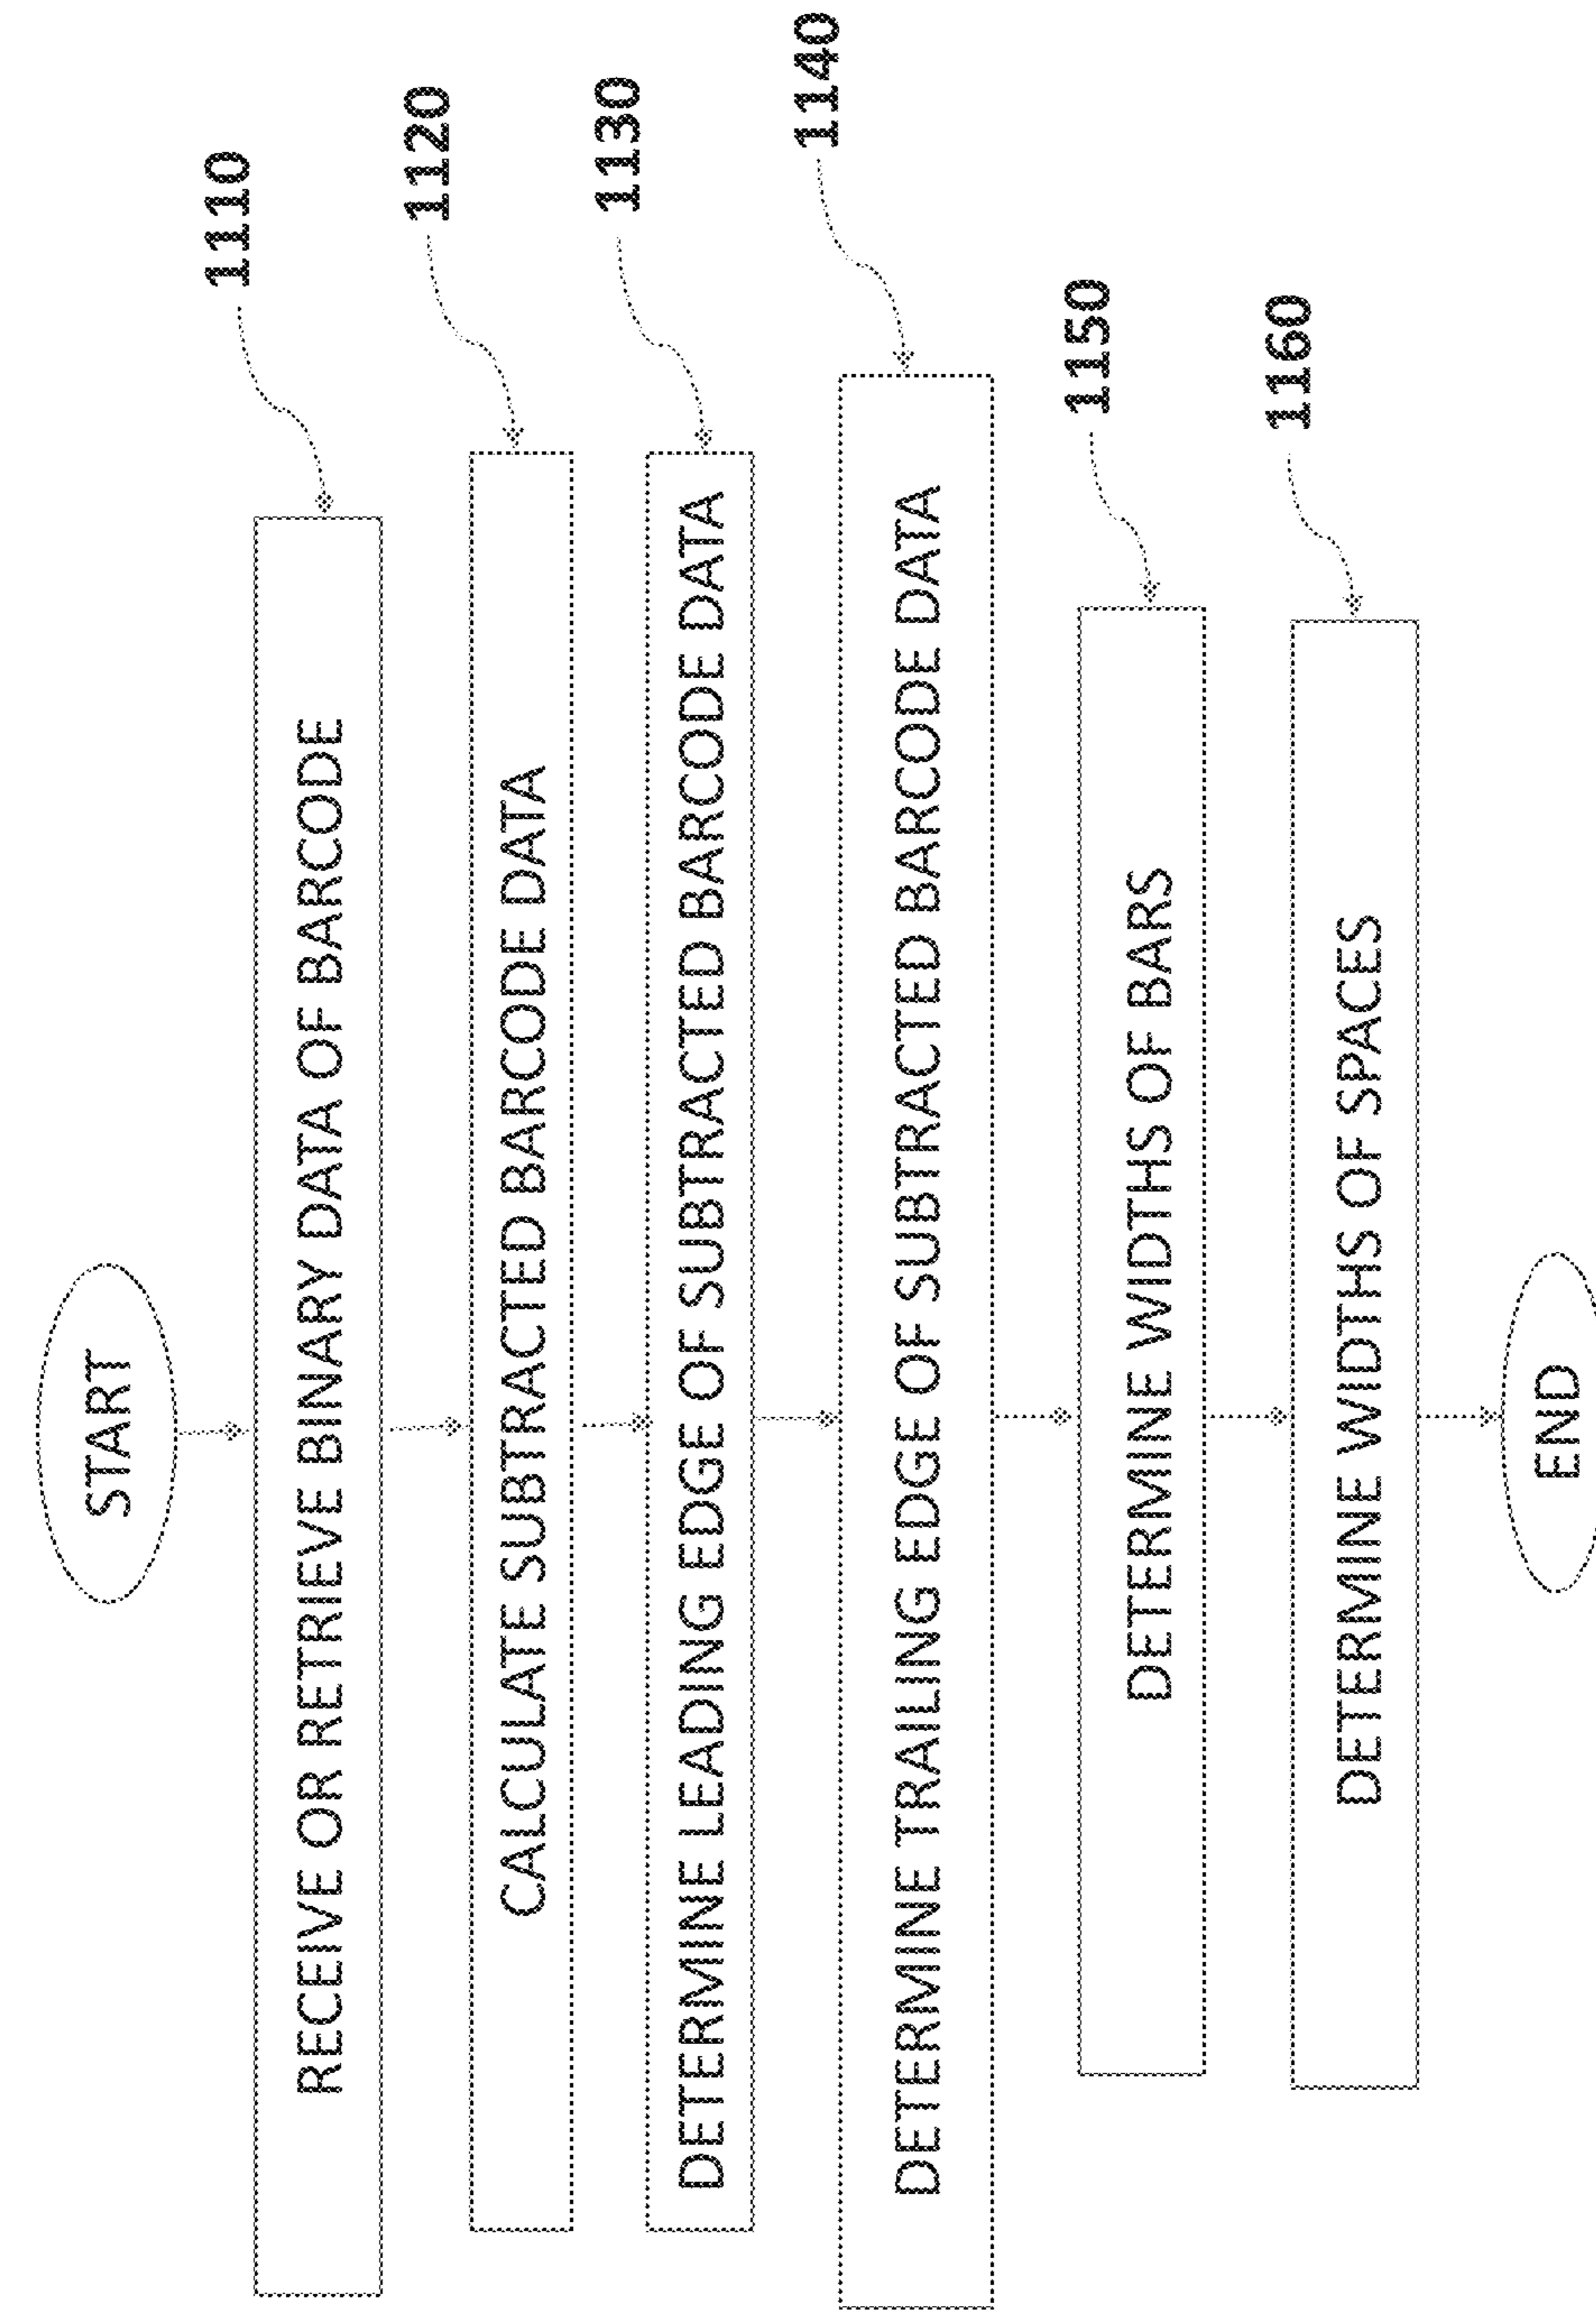 START
RECEIVE OR RETRIEVE BINARY DATA OF BARCODE
1110
CALCULATE SUBTRACTED BARCODE DATA
1120
DETERMINE LEADING EDGE OF SUBTRACTED BARCODE DATA
1130
DETERMINE TRAILING EDGE OF SUBTRACTED BARCODE DATA
1140
DETERMINE WIDTHS OF BARS
1150
DETERMINE WIDTHS OF SPACES
1160
END